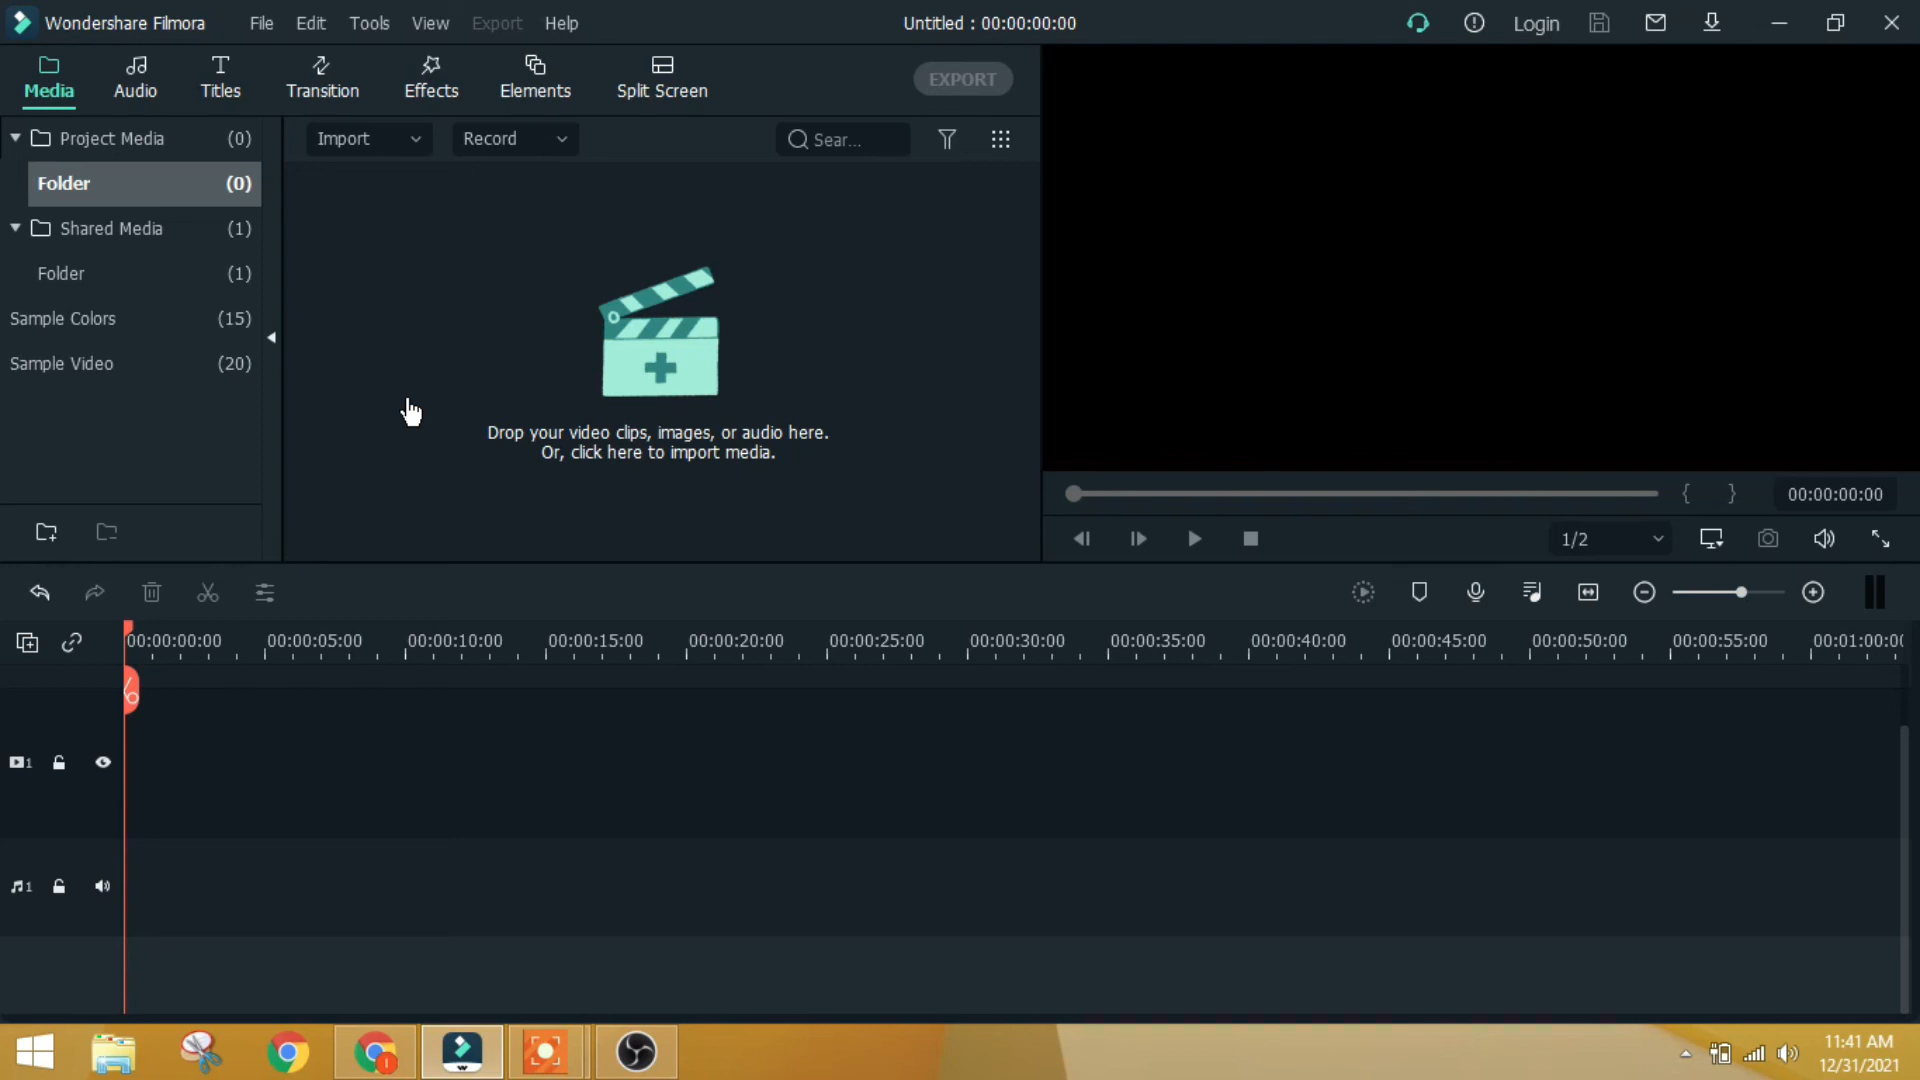 Wondershare Filmora File Edit Tools View Export Help Untitled : 00:00:00:00 Login
Media Audio Titles Transition Effects Elements Split Screen EXPORT
Project Media (0) Import Record Sear...
Folder (0)
Shared Media (1)
Folder (1)
Sample Colors (15)
Sample Video (20)
Drop your video clips, images, or audio here.
Or, click here to import media.
{ } 00:00:00:00
1/2
00:00:00:00 00:00:05:00 00:00:10:00 00:00:15:00 00:00:20:00 00:00:25:00 00:00:30:00 00:00:35:00 00:00:40:00 00:00:45:00 00:00:50:00 00:00:55:00 00:01:00:0
1
1
11:41 AM
12/31/2021